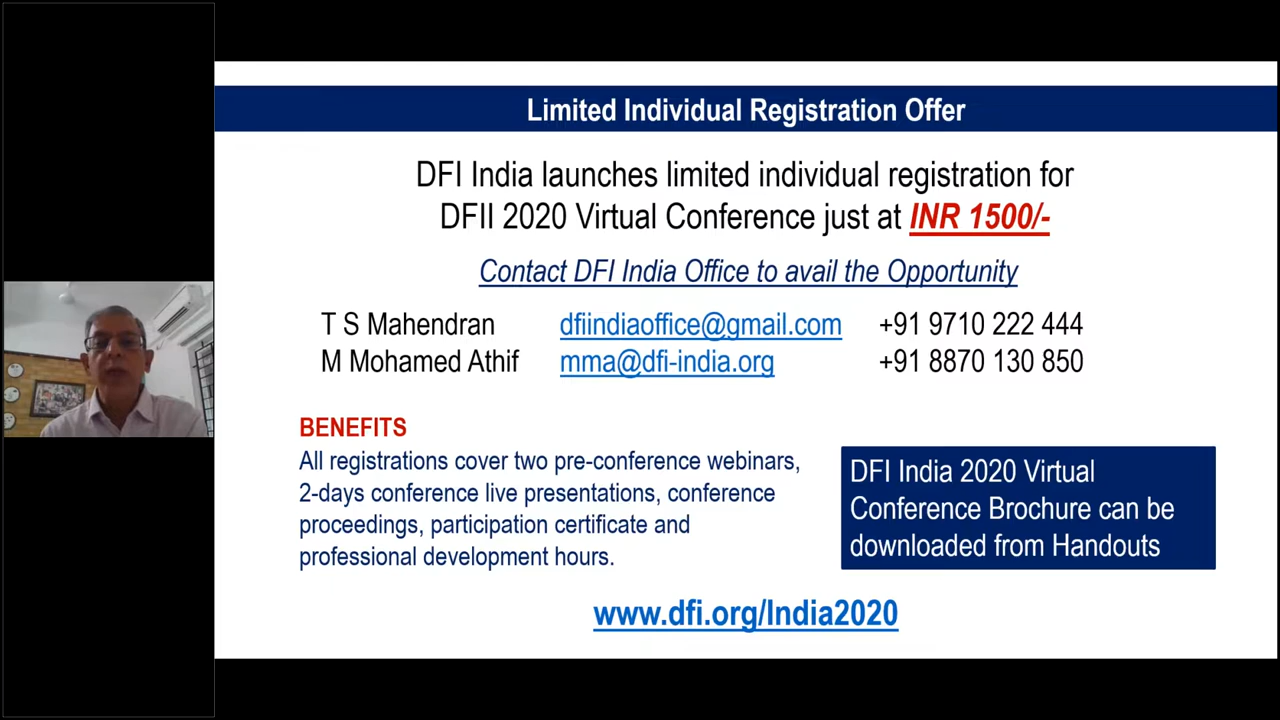 Limited Individual Registration Offer
DFI India launches limited individual registration for
DFII 2020 Virtual Conference just at INR 1500/-
Contact DFI India Office to avail the Opportunity
T S Mahendran dfiindiaoffice@gmail.com +91 9710 222 444
M Mohamed Athif mma@dfi-india.org +91 8870 130 850
BENEFITS
All registrations cover two pre-conference webinars,
2-days conference live presentations, conference
proceedings, participation certificate and
professional development hours.
DFI India 2020 Virtual
Conference Brochure can be
downloaded from Handouts
www.dfi.org/India2020